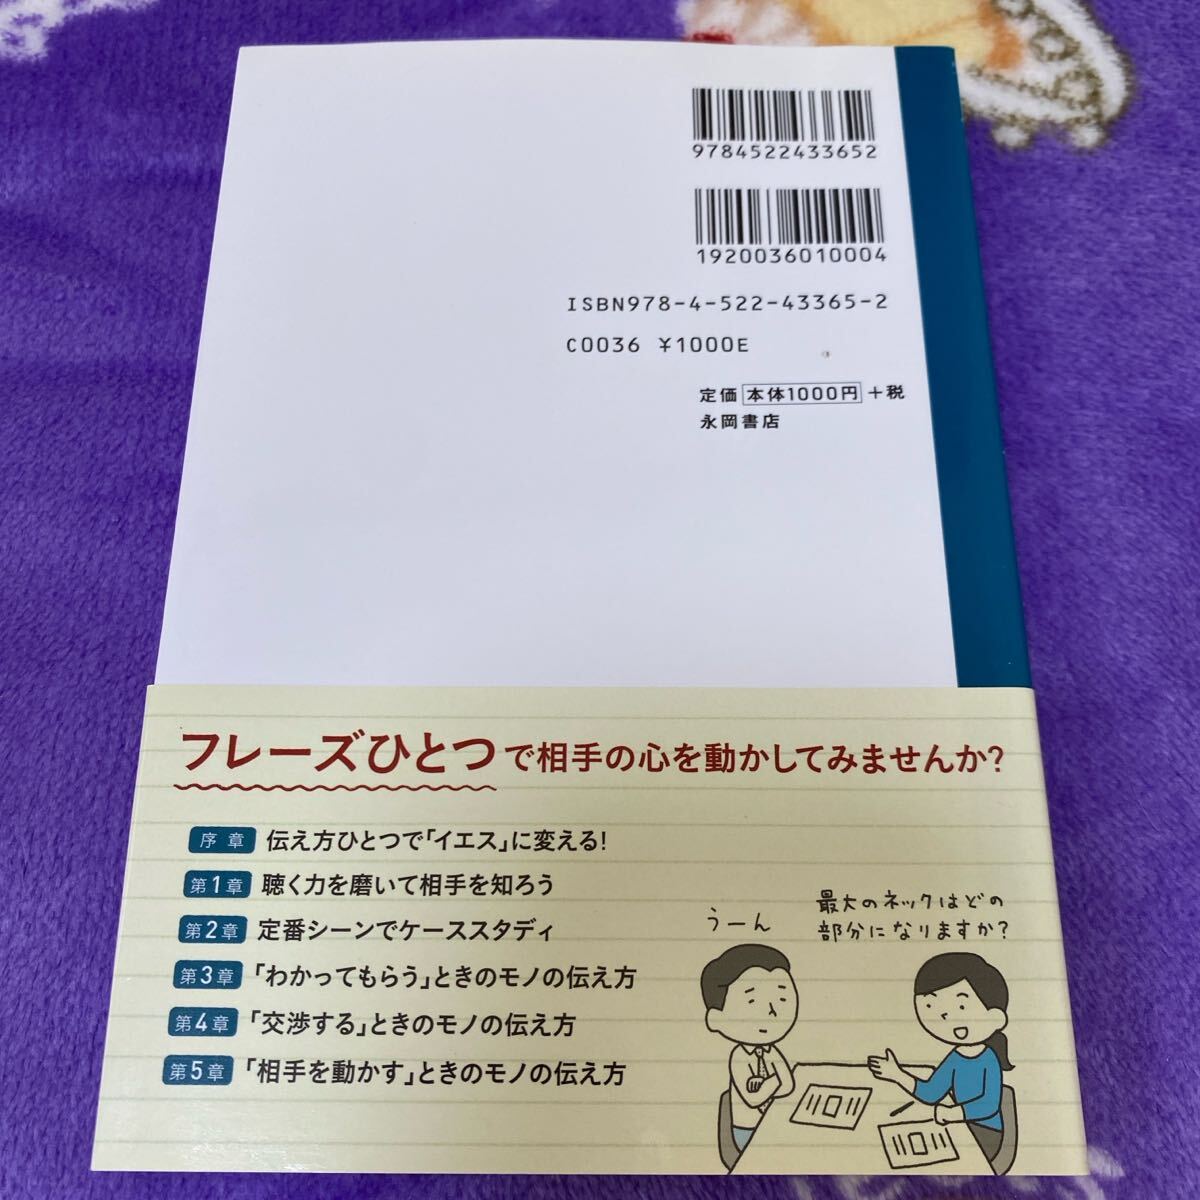 9784522433652
1920036010004
ISBN978-4-522-43365-2
C0036 ¥1000E
定価 本体1000円 +税
永岡書店
フレーズひとつで相手の心を動かしてみませんか?
序章 伝え方ひとつで「イエス」に変える!
第1章 聴く力を磨いて相手を知ろう
第2章 定番シーンでケーススタディ
第3章 「わかってもらう」ときのモノの伝え方
第4章 「交渉する」ときのモノの伝え方
第5章 「相手を動かす」ときのモノの伝え方
うーん
最大のネックはどの
部分になりますか?